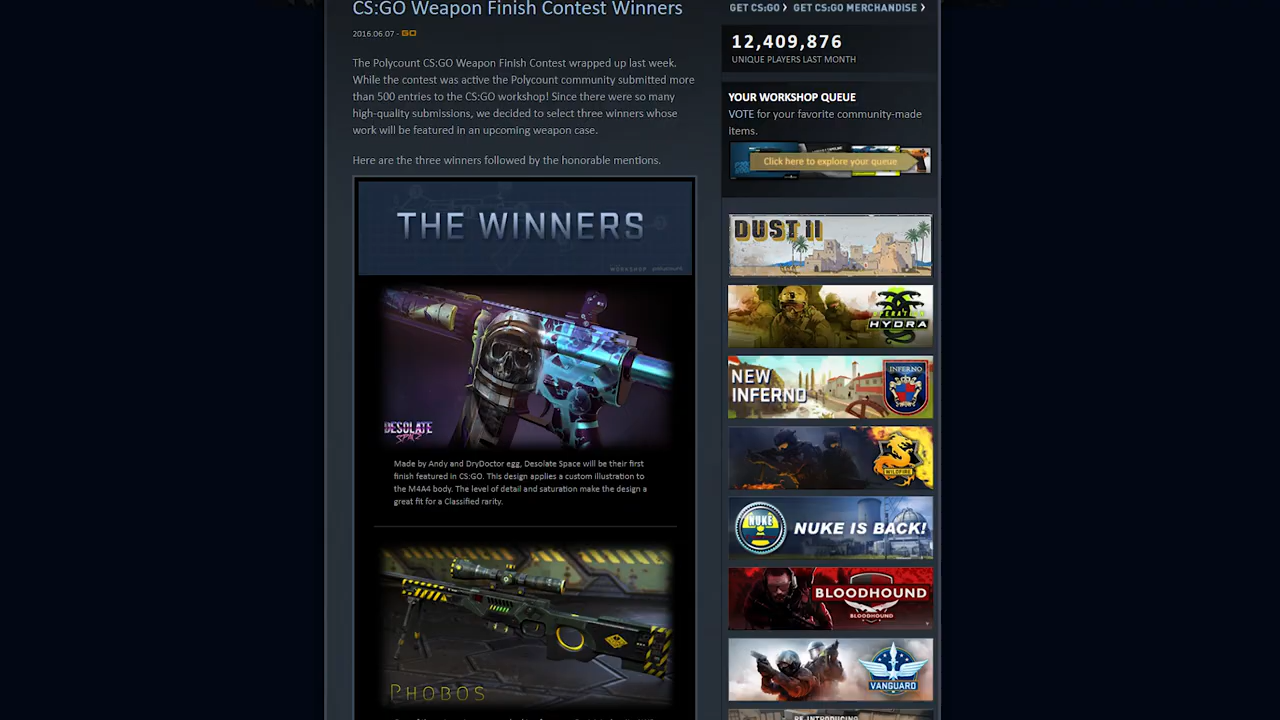 CS:GO Weapon Finish Contest Winners
2016.06.07 - GO
The Polycount CS:GO Weapon Finish Contest wrapped up last week.
While the contest was active the Polycount community submitted more
than 500 entries to the CS:GO workshop! Since there were so many
high-quality submissions, we decided to select three winners whose
work will be featured in an upcoming weapon case.
Here are the three winners followed by the honorable mentions.
THE WINNERS
WORKSHOP polycount
DESOLATE
SPACE
Made by Andy and DryDoctor egg, Desolate Space will be their first
finish featured in CS:GO. This design applies a custom illustration to
the M4A4 body. The level of detail and saturation make the design a
great fit for a Classified rarity.
PHOBOS
GET CS:GO › GET CS:GO MERCHANDISE ›
12,409,876
UNIQUE PLAYERS LAST MONTH
YOUR WORKSHOP QUEUE
VOTE for your favorite community-made
items.
Click here to explore your queue
DUST II
OPERATION
HYDRA
NEW
INFERNO
INFERNO
WILDFIRE
NUKE
NUKE IS BACK!
BLOODHOUND
BLOODHOUND
VANGUARD
RE-INTRODUCING